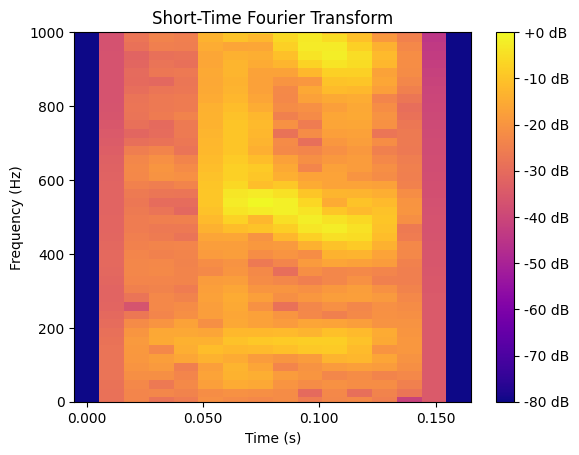 Short-Time Fourier Transform
1000
800
600
400
200
0
Frequency (Hz)
0.000
0.050
0.100
0.150
Time (s)
+0 dB
-10 dB
-20 dB
-30 dB
-40 dB
-50 dB
-60 dB
-70 dB
-80 dB